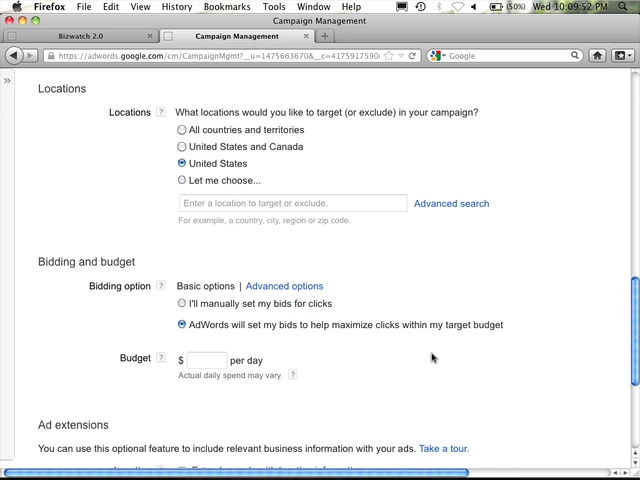 Firefox File Edit View History Bookmarks Tools Window Help (50%) Wed 10:09:52 PM
Campaign Management
Bizwatch 2.0 Campaign Management
https://adwords.google.com/cm/CampaignMgmt?__u=1475663670&__c=4175917590 Google
Locations
Locations ? What locations would you like to target (or exclude) in your campaign?
All countries and territories
United States and Canada
United States
Let me choose...
Enter a location to target or exclude. Advanced search
For example, a country, city, region or zip code.
Bidding and budget
Bidding option ? Basic options | Advanced options
I'll manually set my bids for clicks
AdWords will set my bids to help maximize clicks within my target budget
Budget ? $ per day
Actual daily spend may vary. ?
Ad extensions
You can use this optional feature to include relevant business information with your ads. Take a tour.